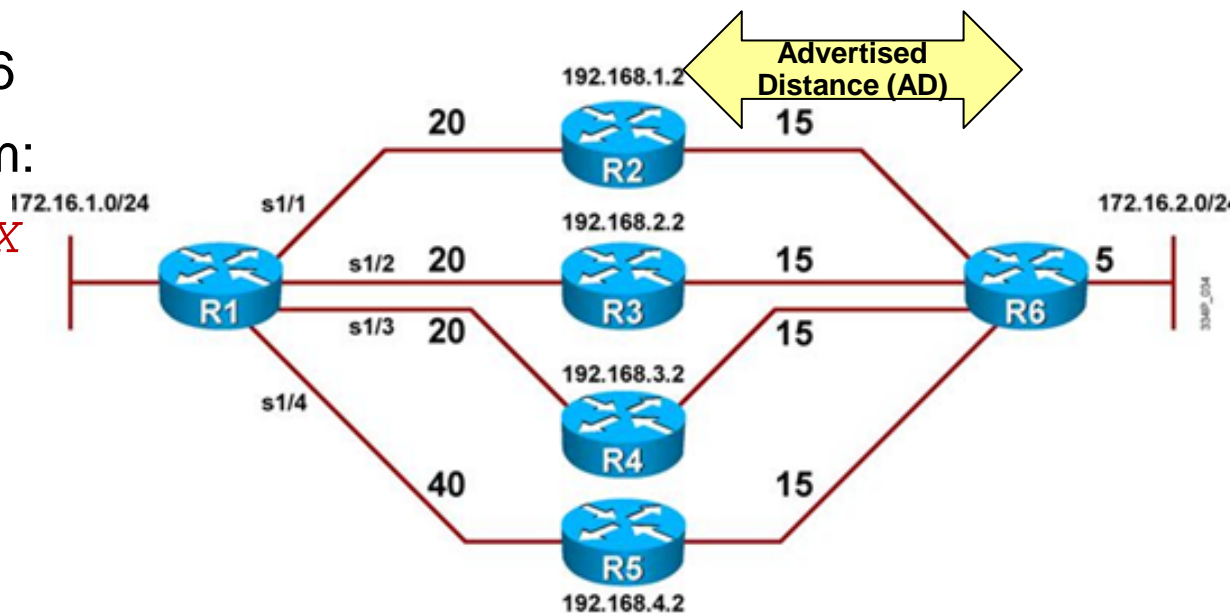 Advertised
Distance (AD)
6
192.168.1.2
m:
20
15
R2
172.16.1.0/24
s1/1
172.16.2.0/24
x
192.168.2.2
s1/2
20
15
5
R1
R3
R6
s1/3
20
15
334P_034
192.168.3.2
s1/4
R4
40
15
R5
192.168.4.2